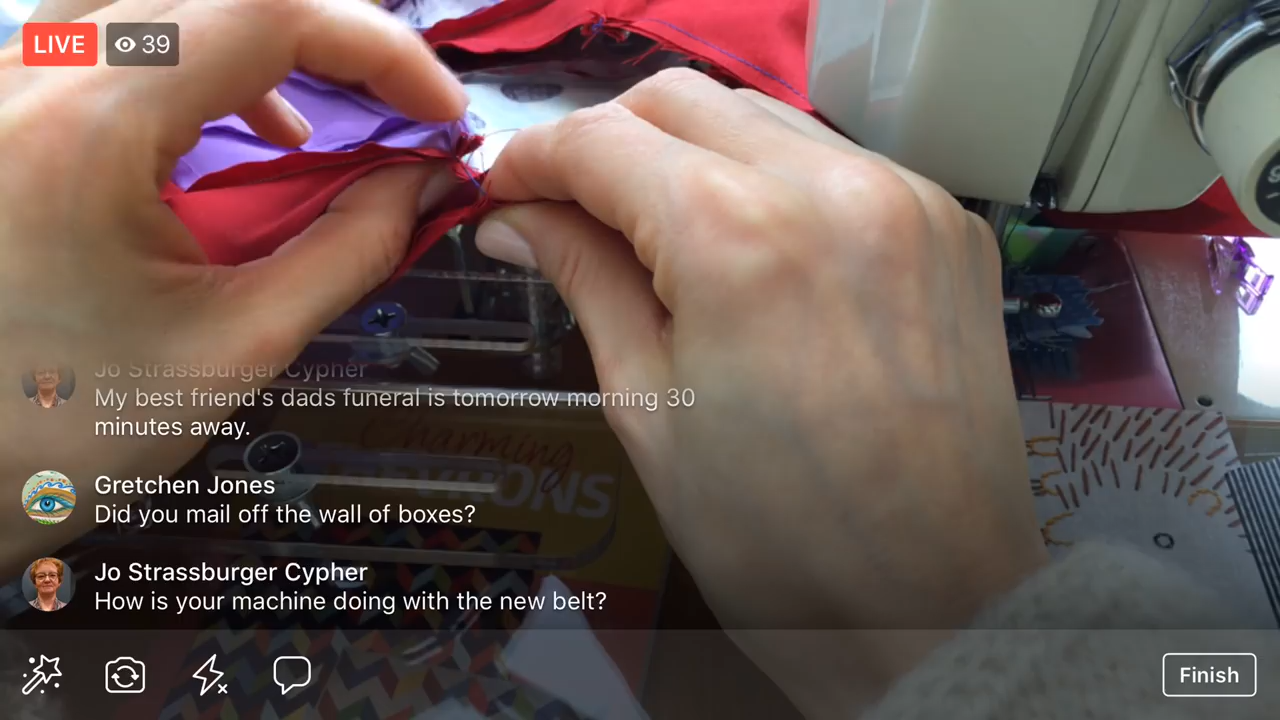 LIVE
39
Jo Strassburger Cypher
My best friend's dads funeral is tomorrow morning 30
minutes away.
Charming
Gretchen Jones
Did you mail off the wall of boxes?
Jo Strassburger Cypher
How is your machine doing with the new belt?
Finish